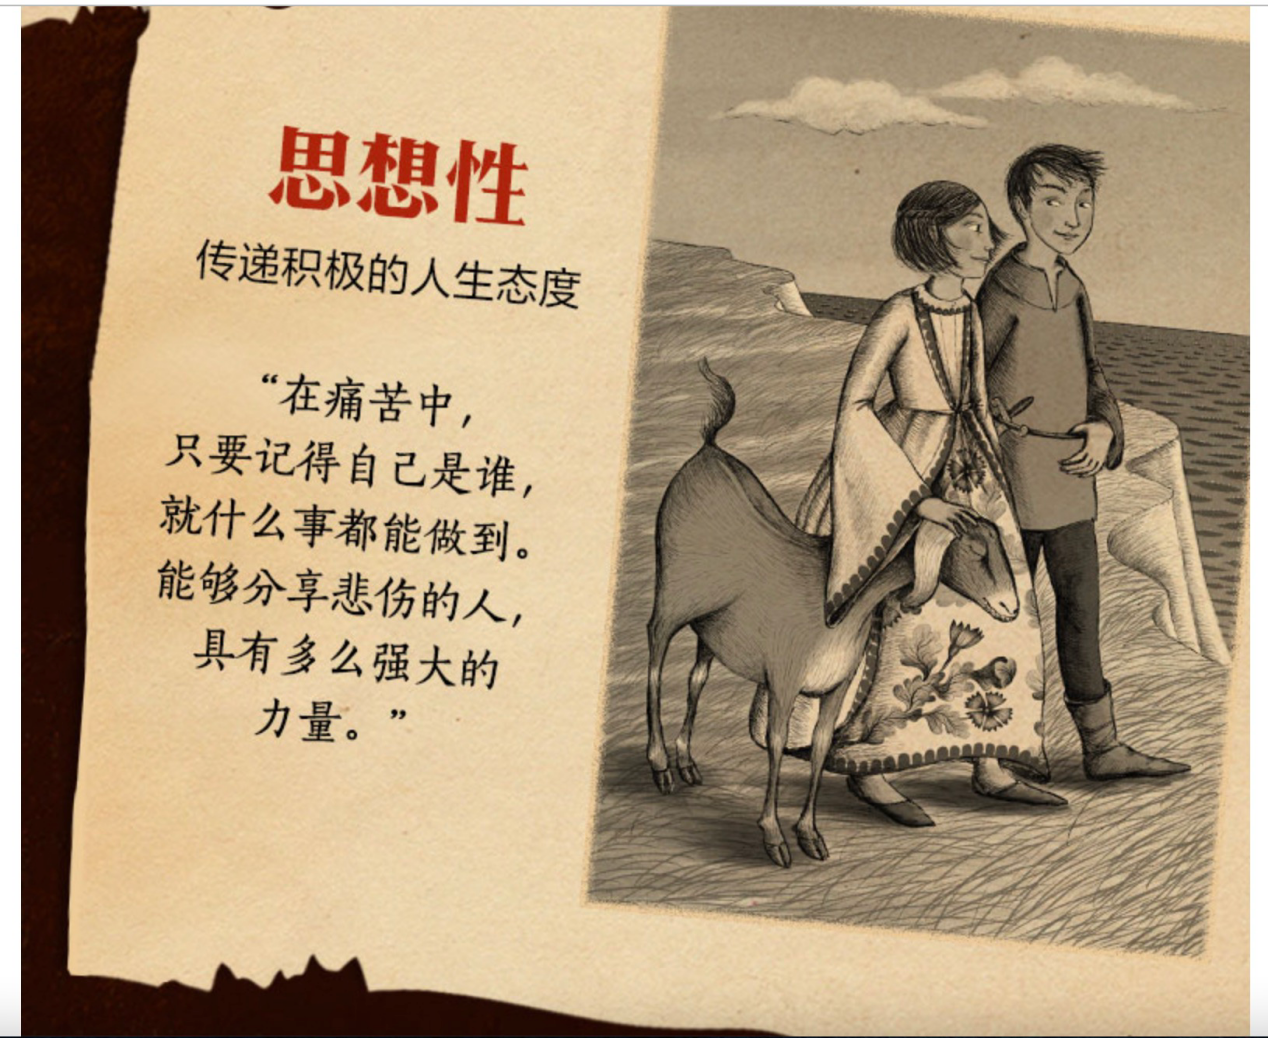 思想性
传递积极的人生态度
“在痛苦中，
只要记得自己是谁，
就什么事都能做到。
能够分享悲伤的人，
具有多么强大的
力量。”